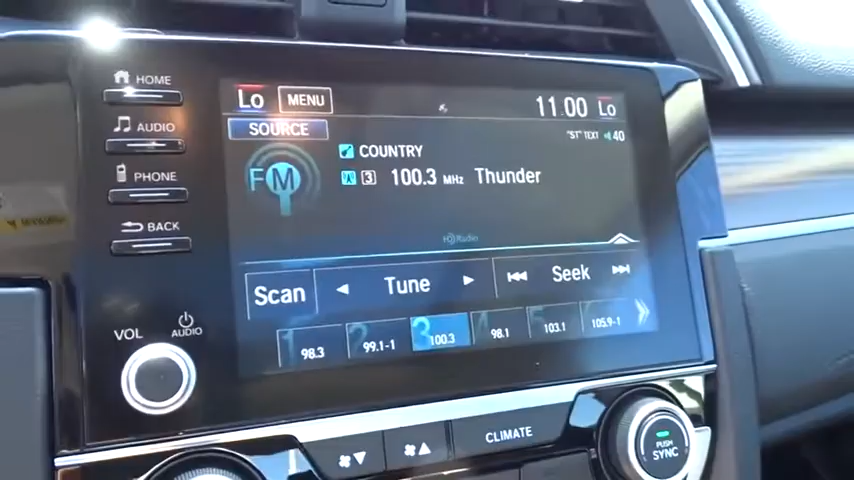 HOME
AUDIO
PHONE
BACK
VOL
AUDIO
Lo
MENU
11:00
Lo
SOURCE
"ST" TEXT
40
FM
COUNTRY
3
100.3 MHz
Thunder
HD Radio
Scan
Tune
Seek
1 98.3
2 99.1-1
3 100.3
4 98.1
5 103.1
6 105.9-1
CLIMATE
PUSH
SYNC